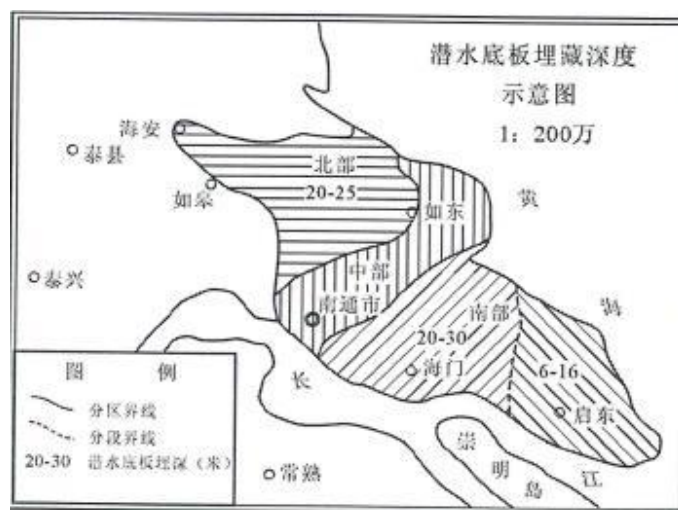 潜水底板埋藏深度
示意图
1: 200万
海安
泰县
北部
20-25
如皋
如东
黄
泰兴
中部
南通市
南部
海
20-30
海门
6-16
启东
长
江
崇
明
岛
常熟
图 例
分区界线
分段界线
20-30 潜水底板埋深（米）